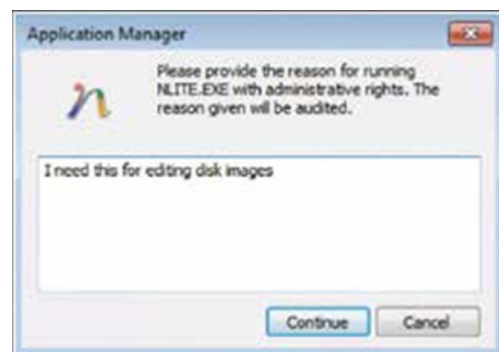 Application Manager
Please provide the reason for running
NLITE.EXE with administrative rights. The
reason given will be audited.
I need this for editing disk images
Continue
Cancel